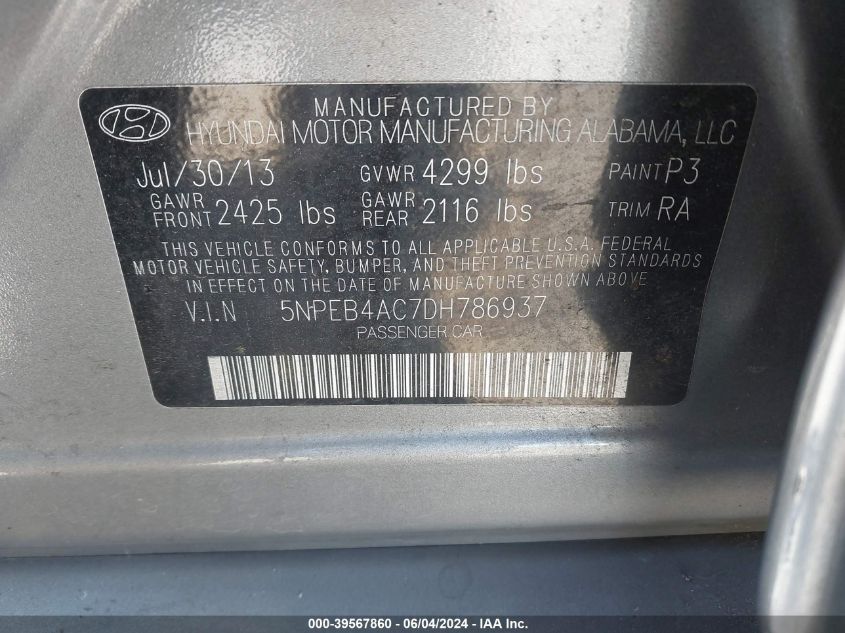 MANUFACTURED BY
HYUNDAI MOTOR MANUFACTURING ALABAMA, LLC
Jul/30/13 GVWR 4299 lbs PAINT P3
GAWR FRONT 2425 lbs GAWR REAR 2116 lbs TRIM RA
THIS VEHICLE CONFORMS TO ALL APPLICABLE U.S.A. FEDERAL
MOTOR VEHICLE SAFETY, BUMPER, AND THEFT PREVENTION STANDARDS
IN EFFECT ON THE DATE OF MANUFACTURE SHOWN ABOVE
V.I.N 5NPEB4AC7DH786937
PASSENGER CAR
000-39567860 - 06/04/2024 - IAA Inc.